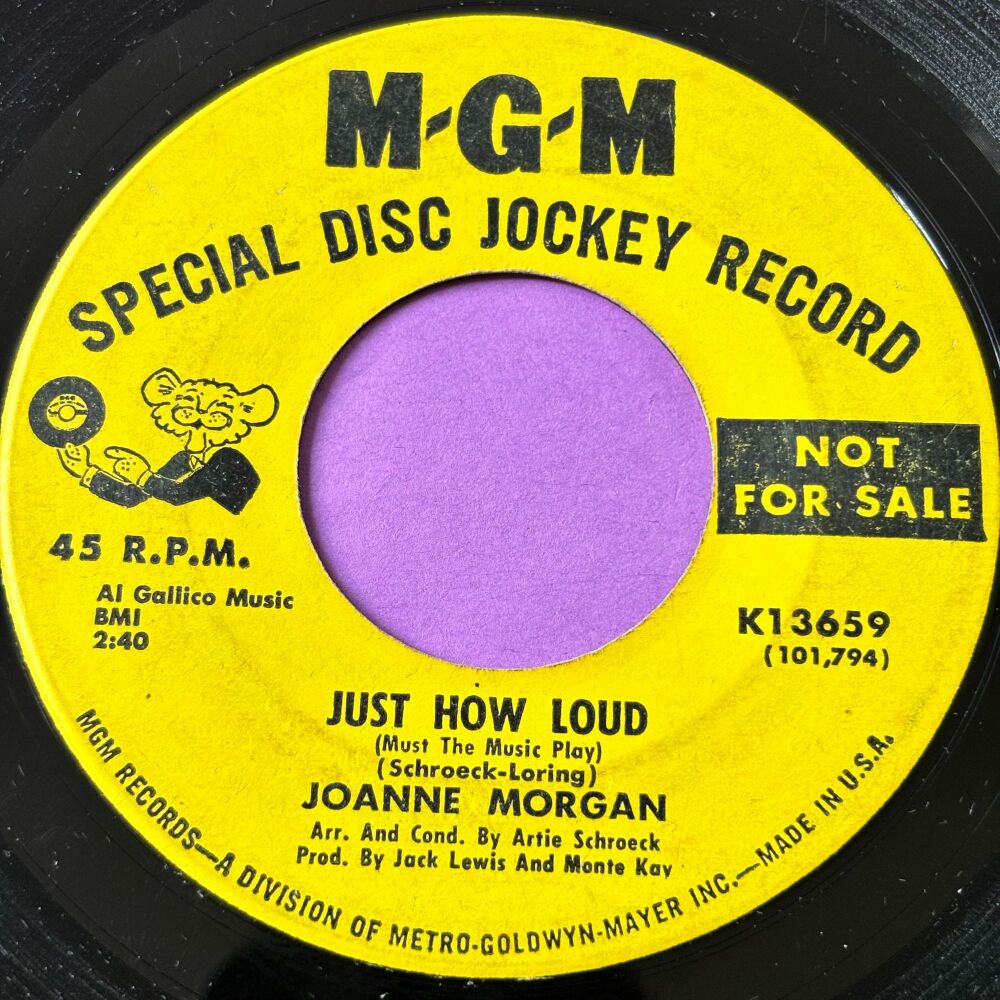 M-G-M
SPECIAL DISC JOCKEY RECORD
NOT
FOR SALE
45 R.P.M.
Al Gallico Music
BMI
2:40
K13659
(101,794)
JUST HOW LOUD
(Must The Music Play)
(Schroeck-Loring)
JOANNE MORGAN
Arr. And Cond. By Artie Schroeck
Prod. By Jack Lewis And Monte Kay
MGM RECORDS—A DIVISION OF METRO-GOLDWYN-MAYER INC.—MADE IN U.S.A.